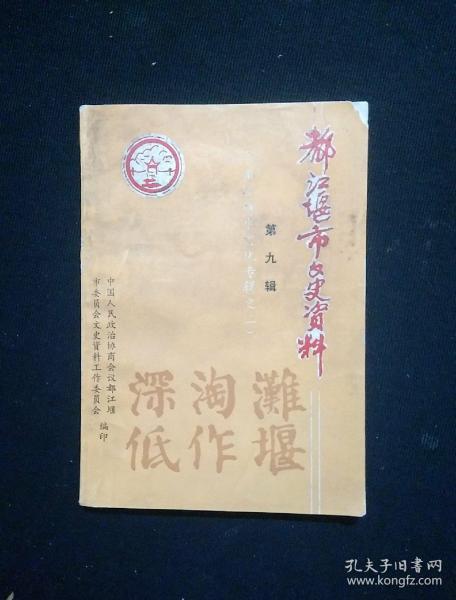 都江堰市文史资料
第九辑
深淘灘
低作堰
中国人民政治协商会议都江堰
市委员会文史资料工作委员会
编印
孔夫子旧书网
www.kongfz.com